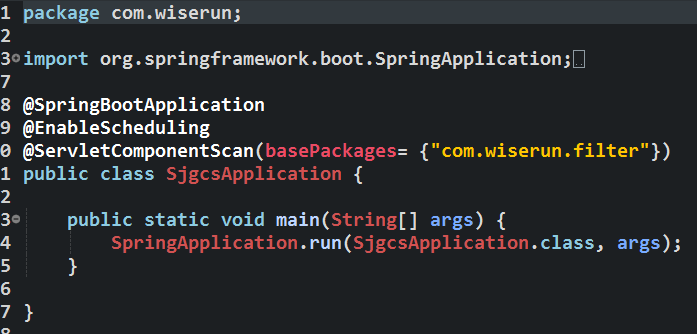 1 package com.wiserun;
2
3 import org.springframework.boot.SpringApplication;
7
8 @SpringBootApplication
9 @EnableScheduling
0 @ServletComponentScan(basePackages= {"com.wiserun.filter"})
1 public class SjgcsApplication {
2
3 public static void main(String[] args) {
4 SpringApplication.run(SjgcsApplication.class, args);
5 }
6
7 }
8